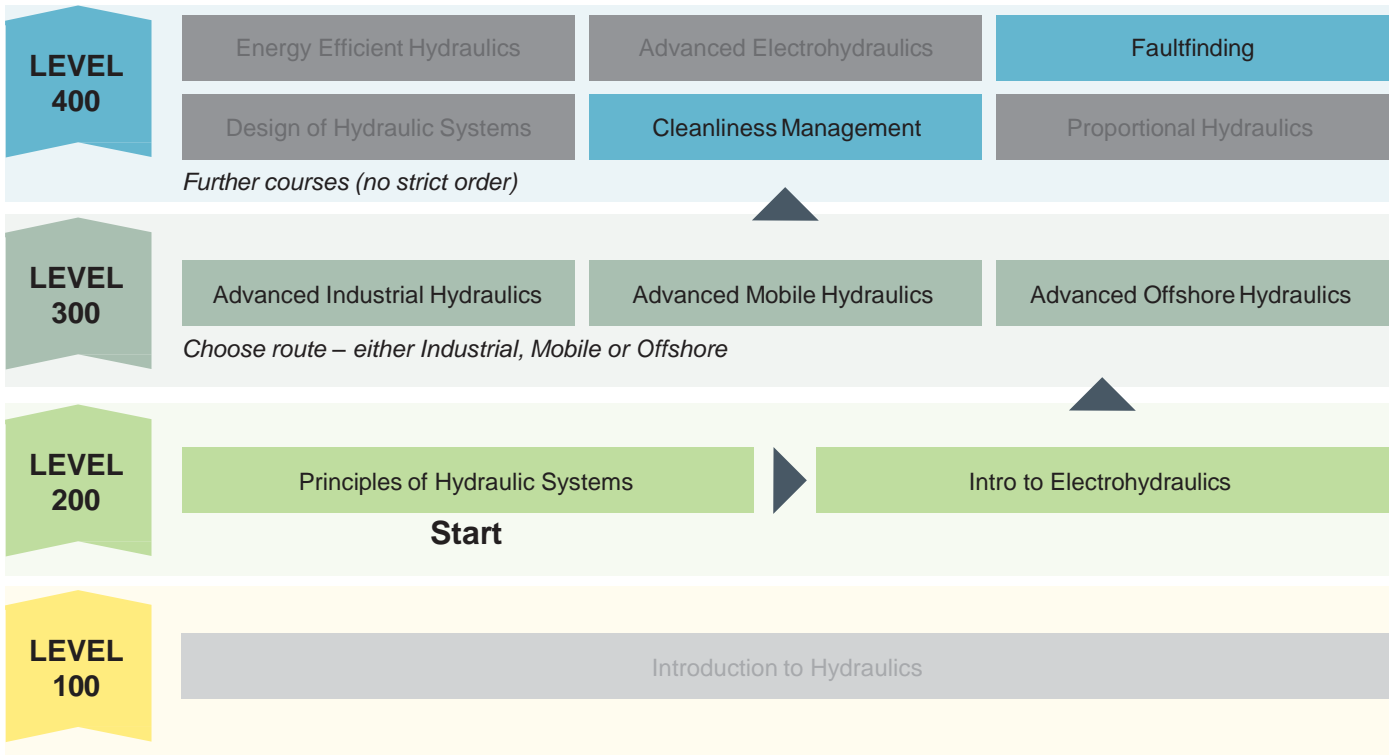 LEVEL
400
Energy Efficient Hydraulics
Advanced Electrohydraulics
Faultfinding
Design of Hydraulic Systems
Cleanliness Management
Proportional Hydraulics
Further courses (no strict order)
LEVEL
300
Advanced Industrial Hydraulics
Advanced Mobile Hydraulics
Advanced Offshore Hydraulics
Choose route – either Industrial, Mobile or Offshore
LEVEL
200
Principles of Hydraulic Systems
Intro to Electrohydraulics
Start
LEVEL
100
Introduction to Hydraulics